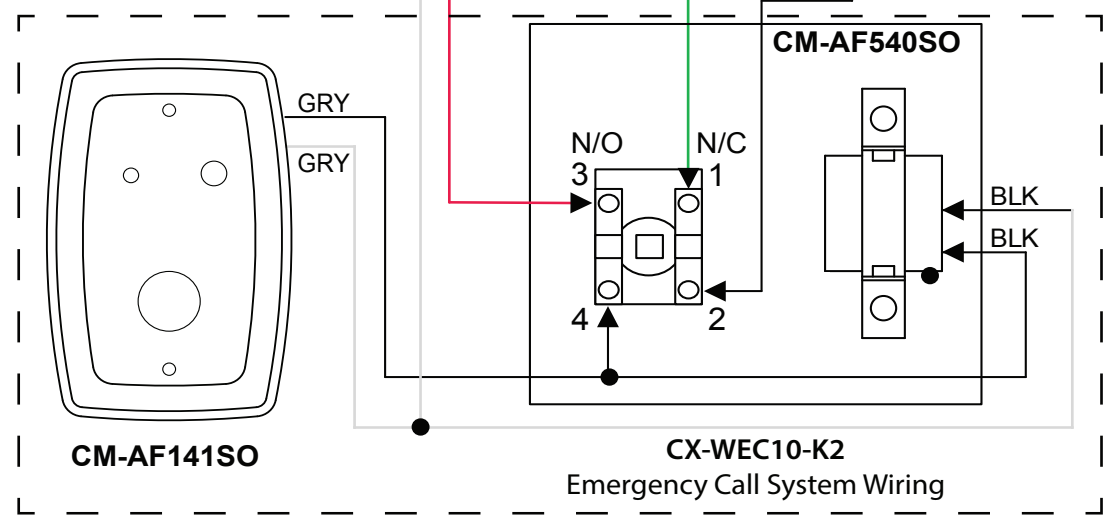 CM-AF540SO
GRY
GRY
N/O
N/C
3
1
BLK
BLK
4
2
CM-AF141SO
CX-WEC10-K2
Emergency Call System Wiring